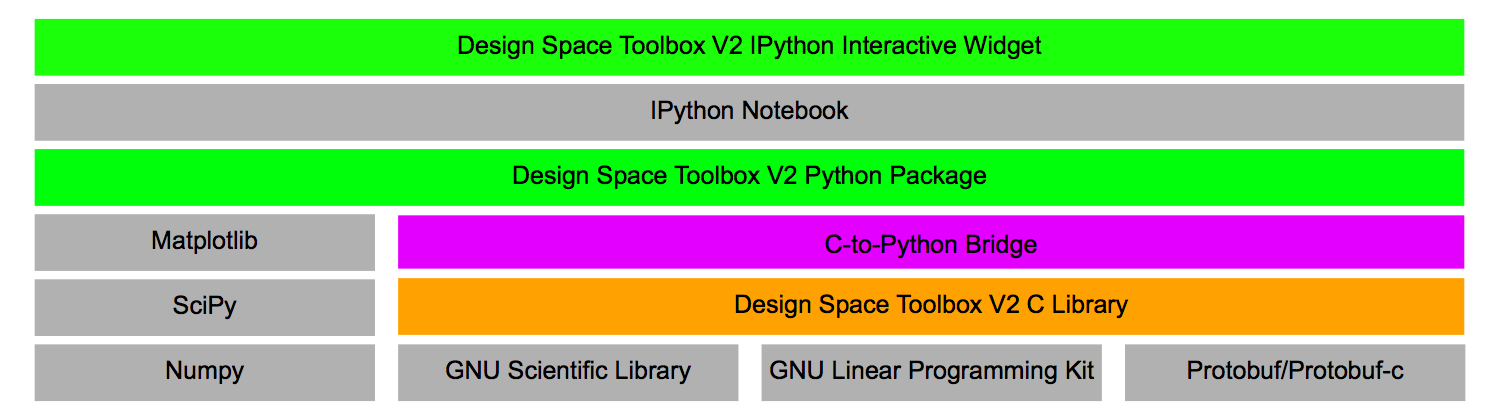 Design Space Toolbox V2 IPython Interactive Widget
IPython Notebook
Design Space Toolbox V2 Python Package
Matplotlib
C-to-Python Bridge
SciPy
Design Space Toolbox V2 C Library
Numpy
GNU Scientific Library
GNU Linear Programming Kit
Protobuf/Protobuf-c